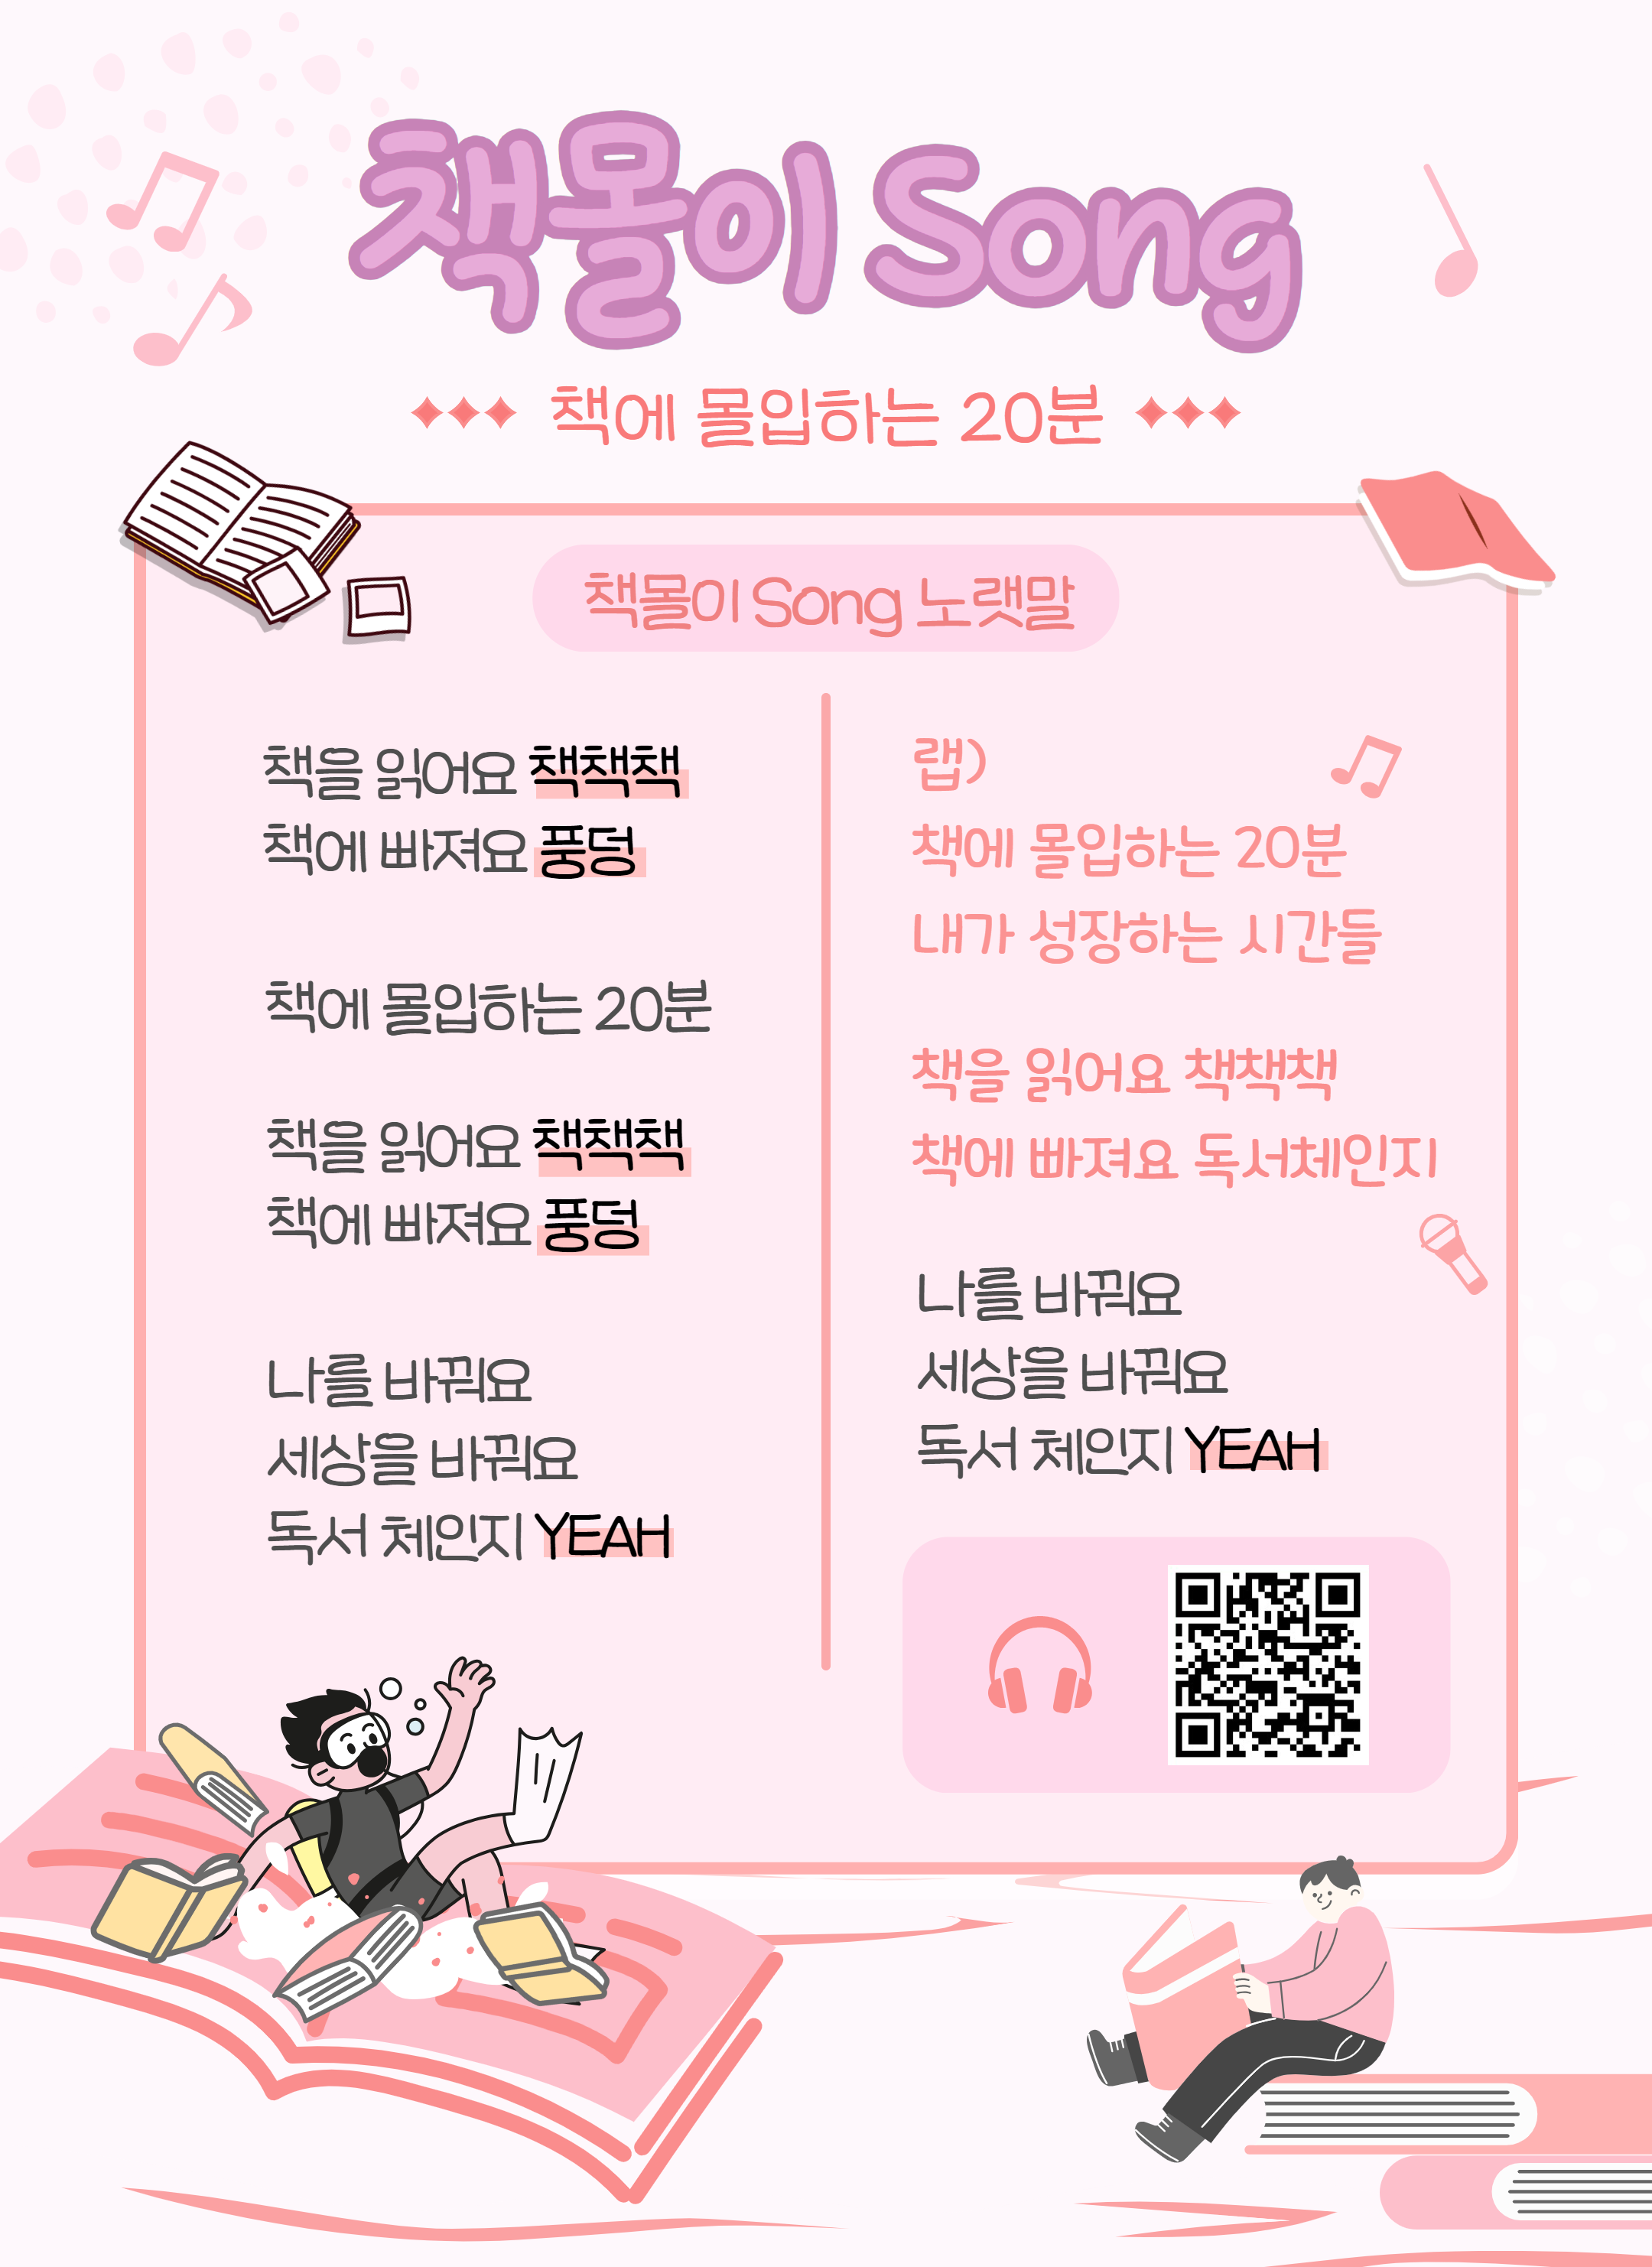 책몰이 Song
책에 몰입하는 20분
책몰이 Song 노랫말
책을 읽어요 책책책
책에 빠져요 풍덩
책에 몰입하는 20분
책을 읽어요 책책책
책에 빠져요 풍덩
나를 바꿔요
세상을 바꿔요
독서 체인지 YEAH
랩)
책에 몰입하는 20분
내가 성장하는 시간들
책을 읽어요 책책책
책에 빠져요 독서체인지
나를 바꿔요
세상을 바꿔요
독서 체인지 YEAH